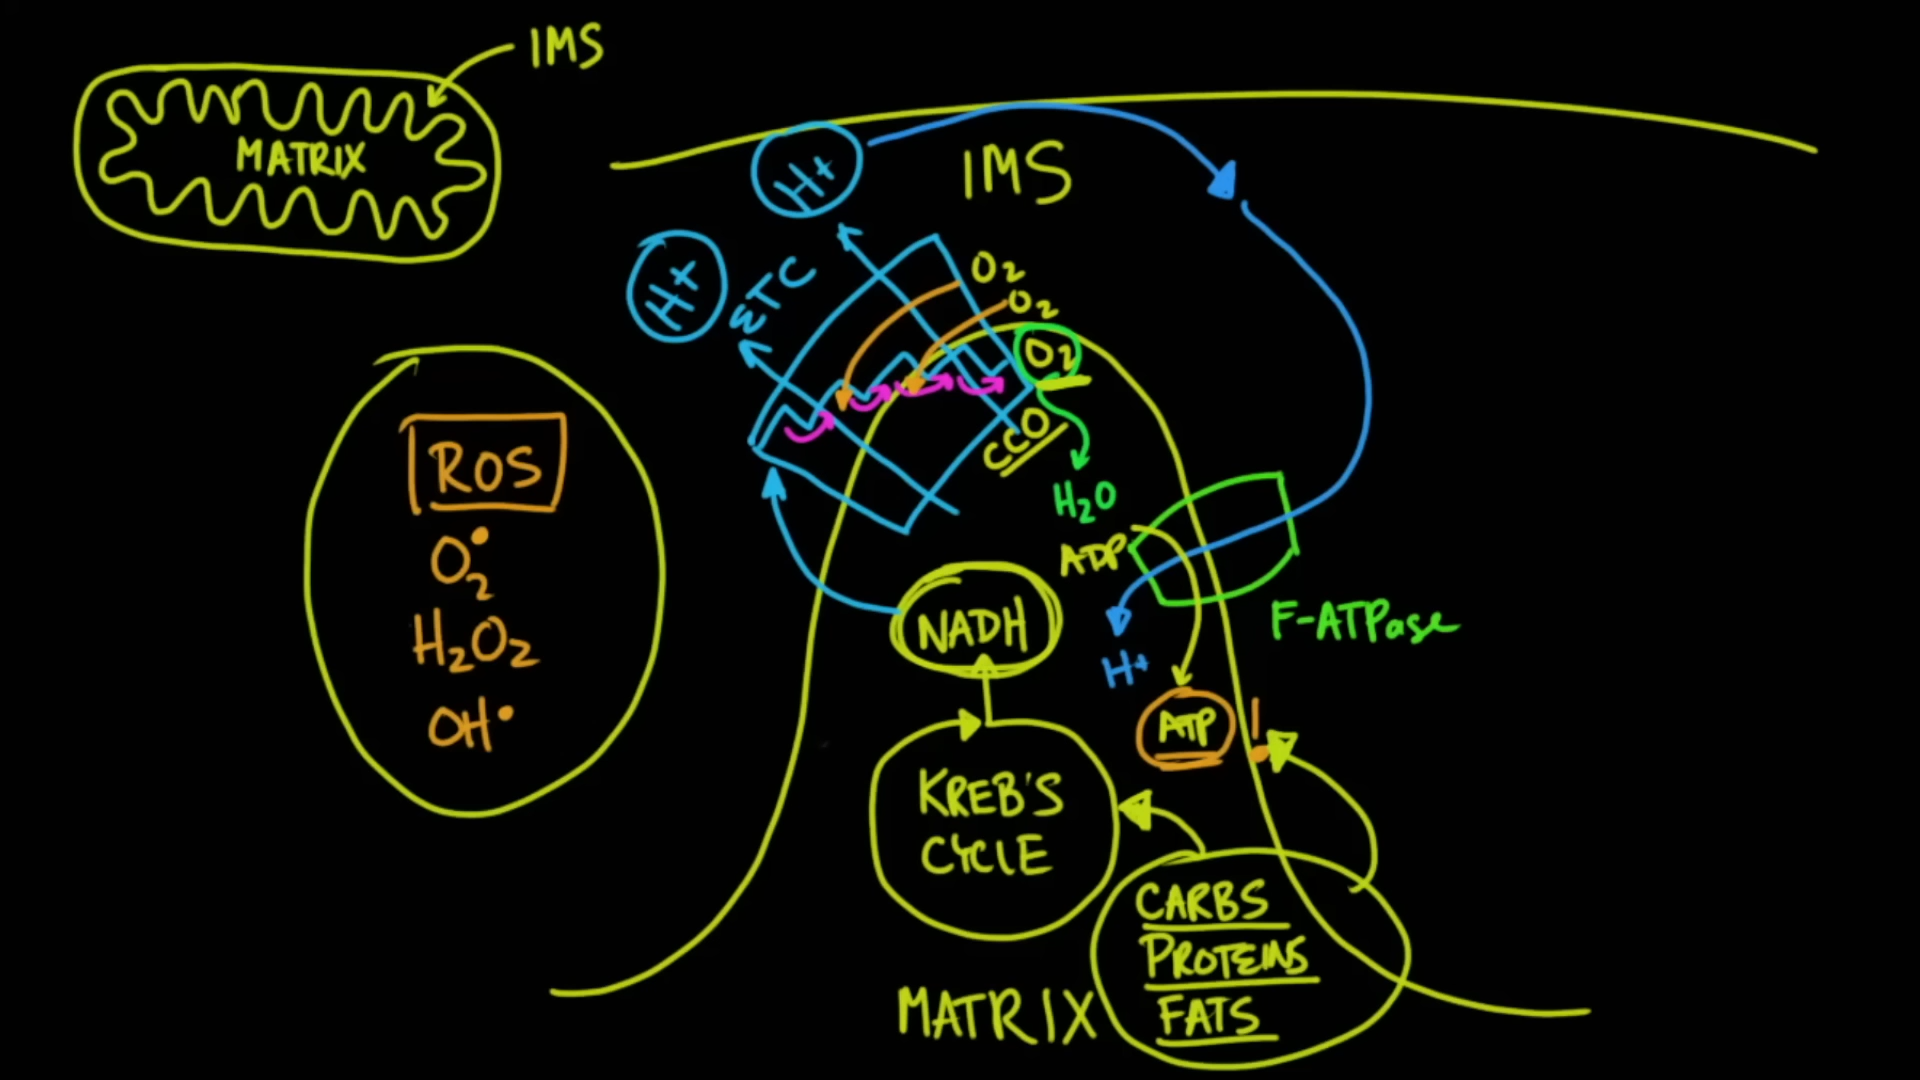 IMS
MATRIX
IMS
H+
H+
ETC
O2
O2
O2
CCO
H2O
ADP
F-ATPase
H+
ATP!
NADH
KREB'S
CYCLE
CARBS
PROTEINS
FATS
MATRIX
ROS
O2•
H2O2
OH•